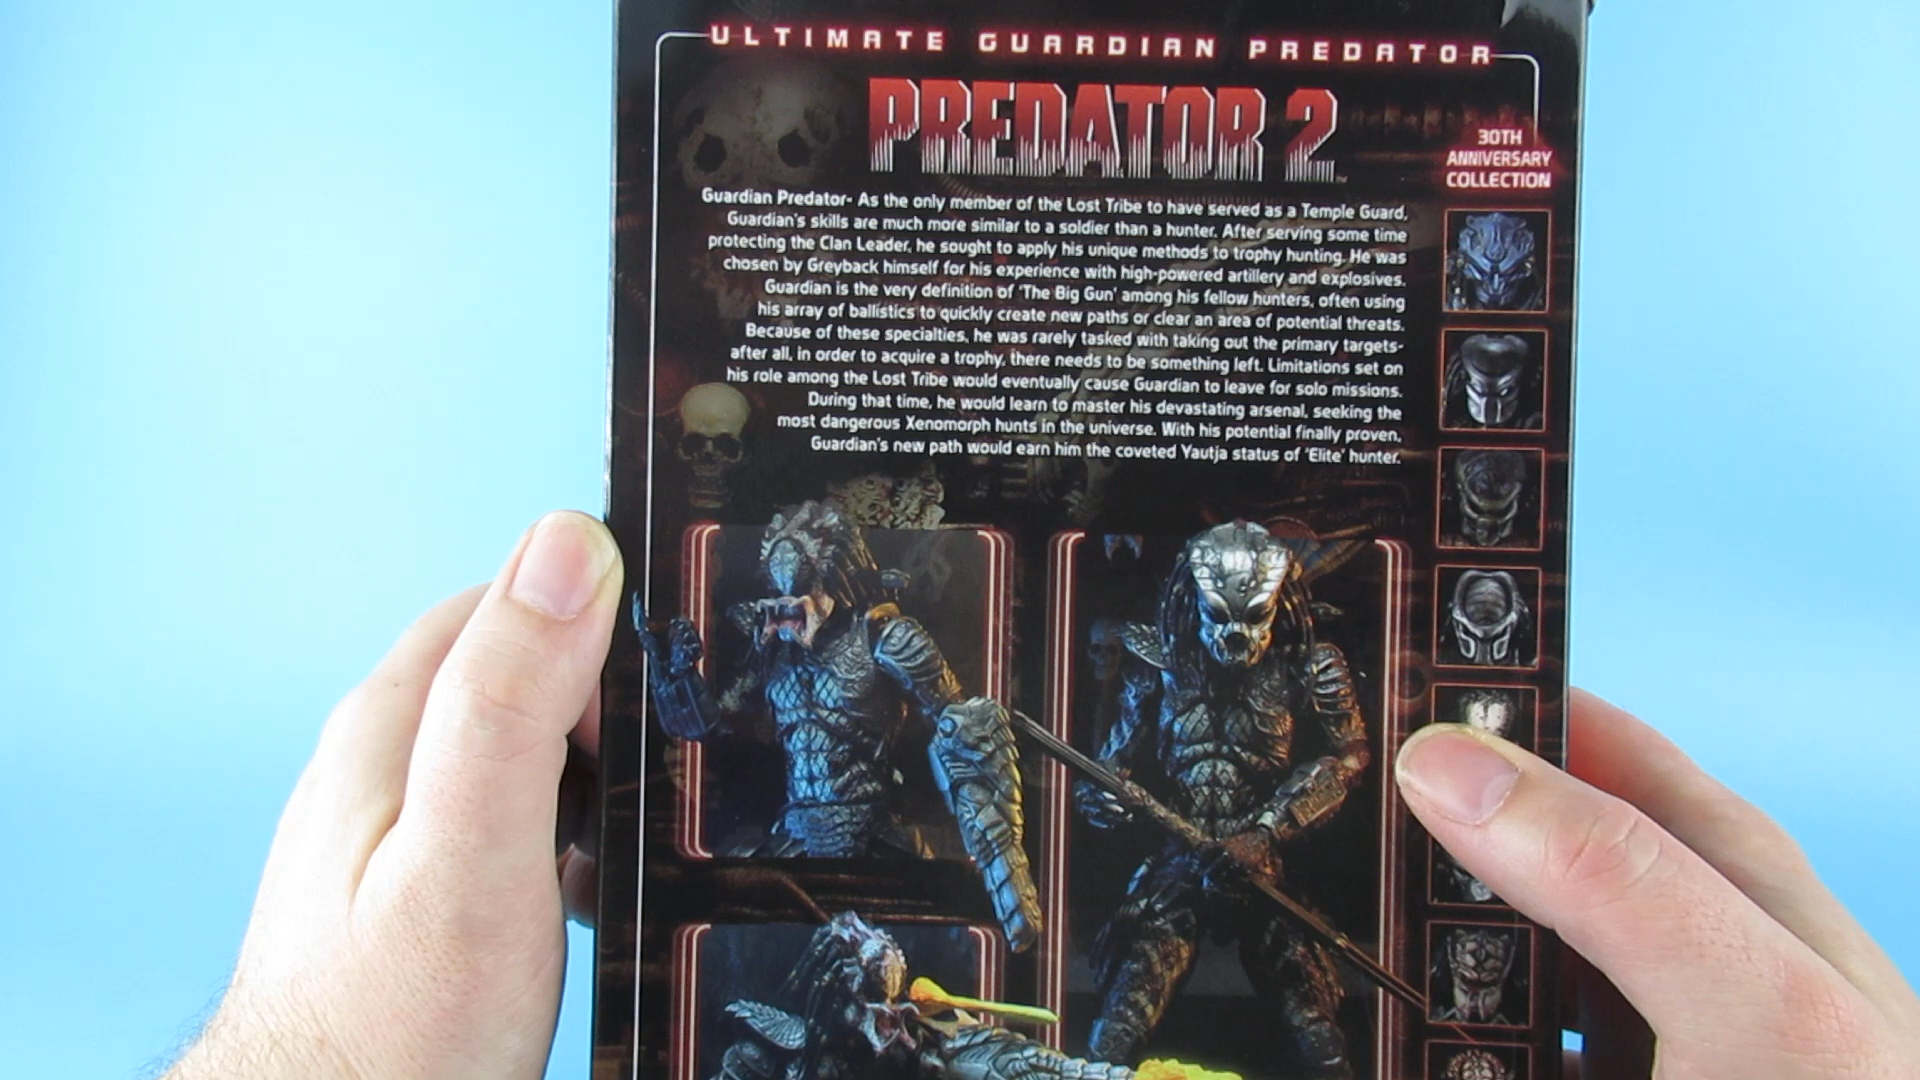 ULTIMATE GUARDIAN PREDATOR
PREDATOR 2
30TH
ANNIVERSARY
COLLECTION
Guardian Predator- As the only member of the Lost Tribe to have served as a Temple Guard,
Guardian's skills are much more similar to a soldier than a hunter. After serving some time
protecting the Clan Leader, he sought to apply his unique methods to trophy hunting. He was
chosen by Greyback himself for his experience with high-powered artillery and explosives.
Guardian is the very definition of 'The Big Gun' among his fellow hunters, often using
his array of ballistics to quickly create new paths or clear an area of potential threats.
Because of these specialties, he was rarely tasked with taking out the primary targets-
after all, in order to acquire a trophy, there needs to be something left. Limitations set on
his role among the Lost Tribe would eventually cause Guardian to leave for solo missions.
During that time, he would learn to master his devastating arsenal, seeking the
most dangerous Xenomorph hunts in the universe. With his potential finally proven,
Guardian's new path would earn him the coveted Yautja status of 'Elite' hunter.